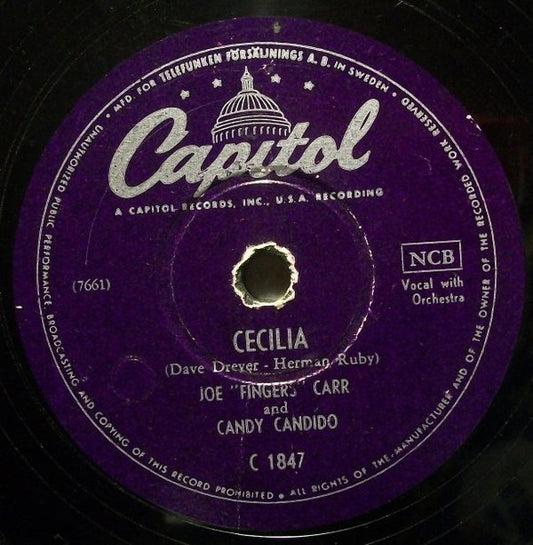 • MFD. FOR TELEFUNKEN FÖRSÄLJNINGS A. B. IN SWEDEN •
Capitol
A CAPITOL RECORDS, INC., U.S.A. RECORDING
(7661)
NCB
Vocal with
Orchestra
CECILIA
(Dave Dreyer - Herman Ruby)
JOE "FINGERS" CARR
and
CANDY CANDIDO
C 1847
UNAUTHORIZED PUBLIC PERFORMANCE, BROADCASTING AND COPYING OF THIS RECORD PROHIBITED • ALL RIGHTS OF THE MANUFACTURER AND OF THE OWNER OF THE RECORDED WORK RESERVED